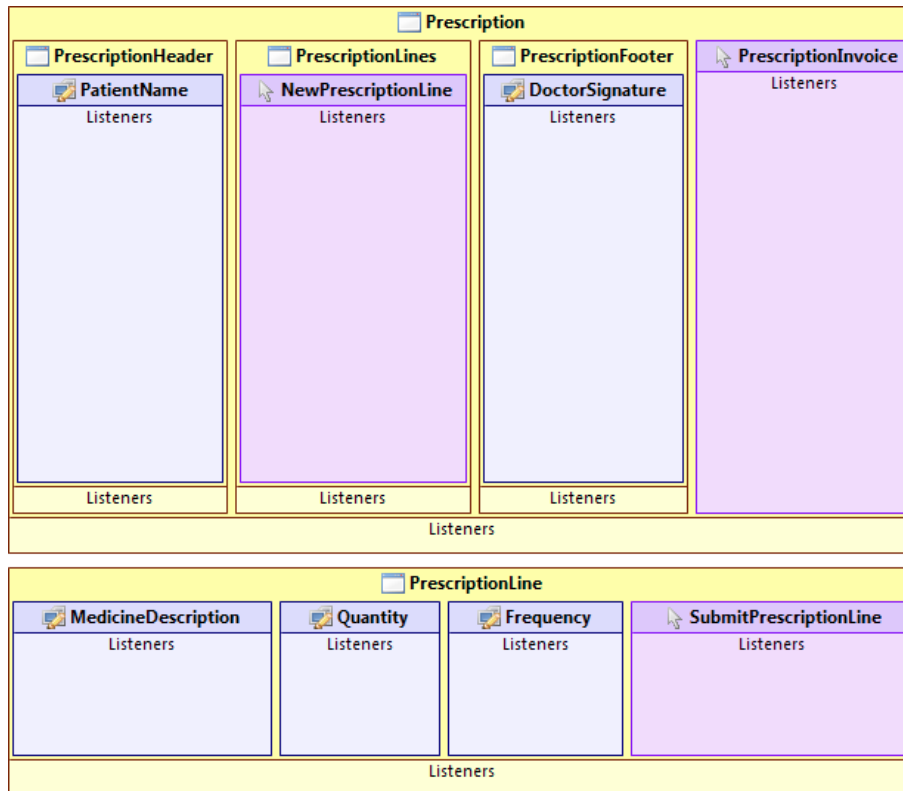 Prescription
PrescriptionHeader
PrescriptionLines
PrescriptionFooter
PrescriptionInvoice
PatientName
NewPrescriptionLine
DoctorSignature
Listeners
Listeners
Listeners
Listeners
Listeners
Listeners
Listeners
Listeners
PrescriptionLine
MedicineDescription
Quantity
Frequency
SubmitPrescriptionLine
Listeners
Listeners
Listeners
Listeners
Listeners